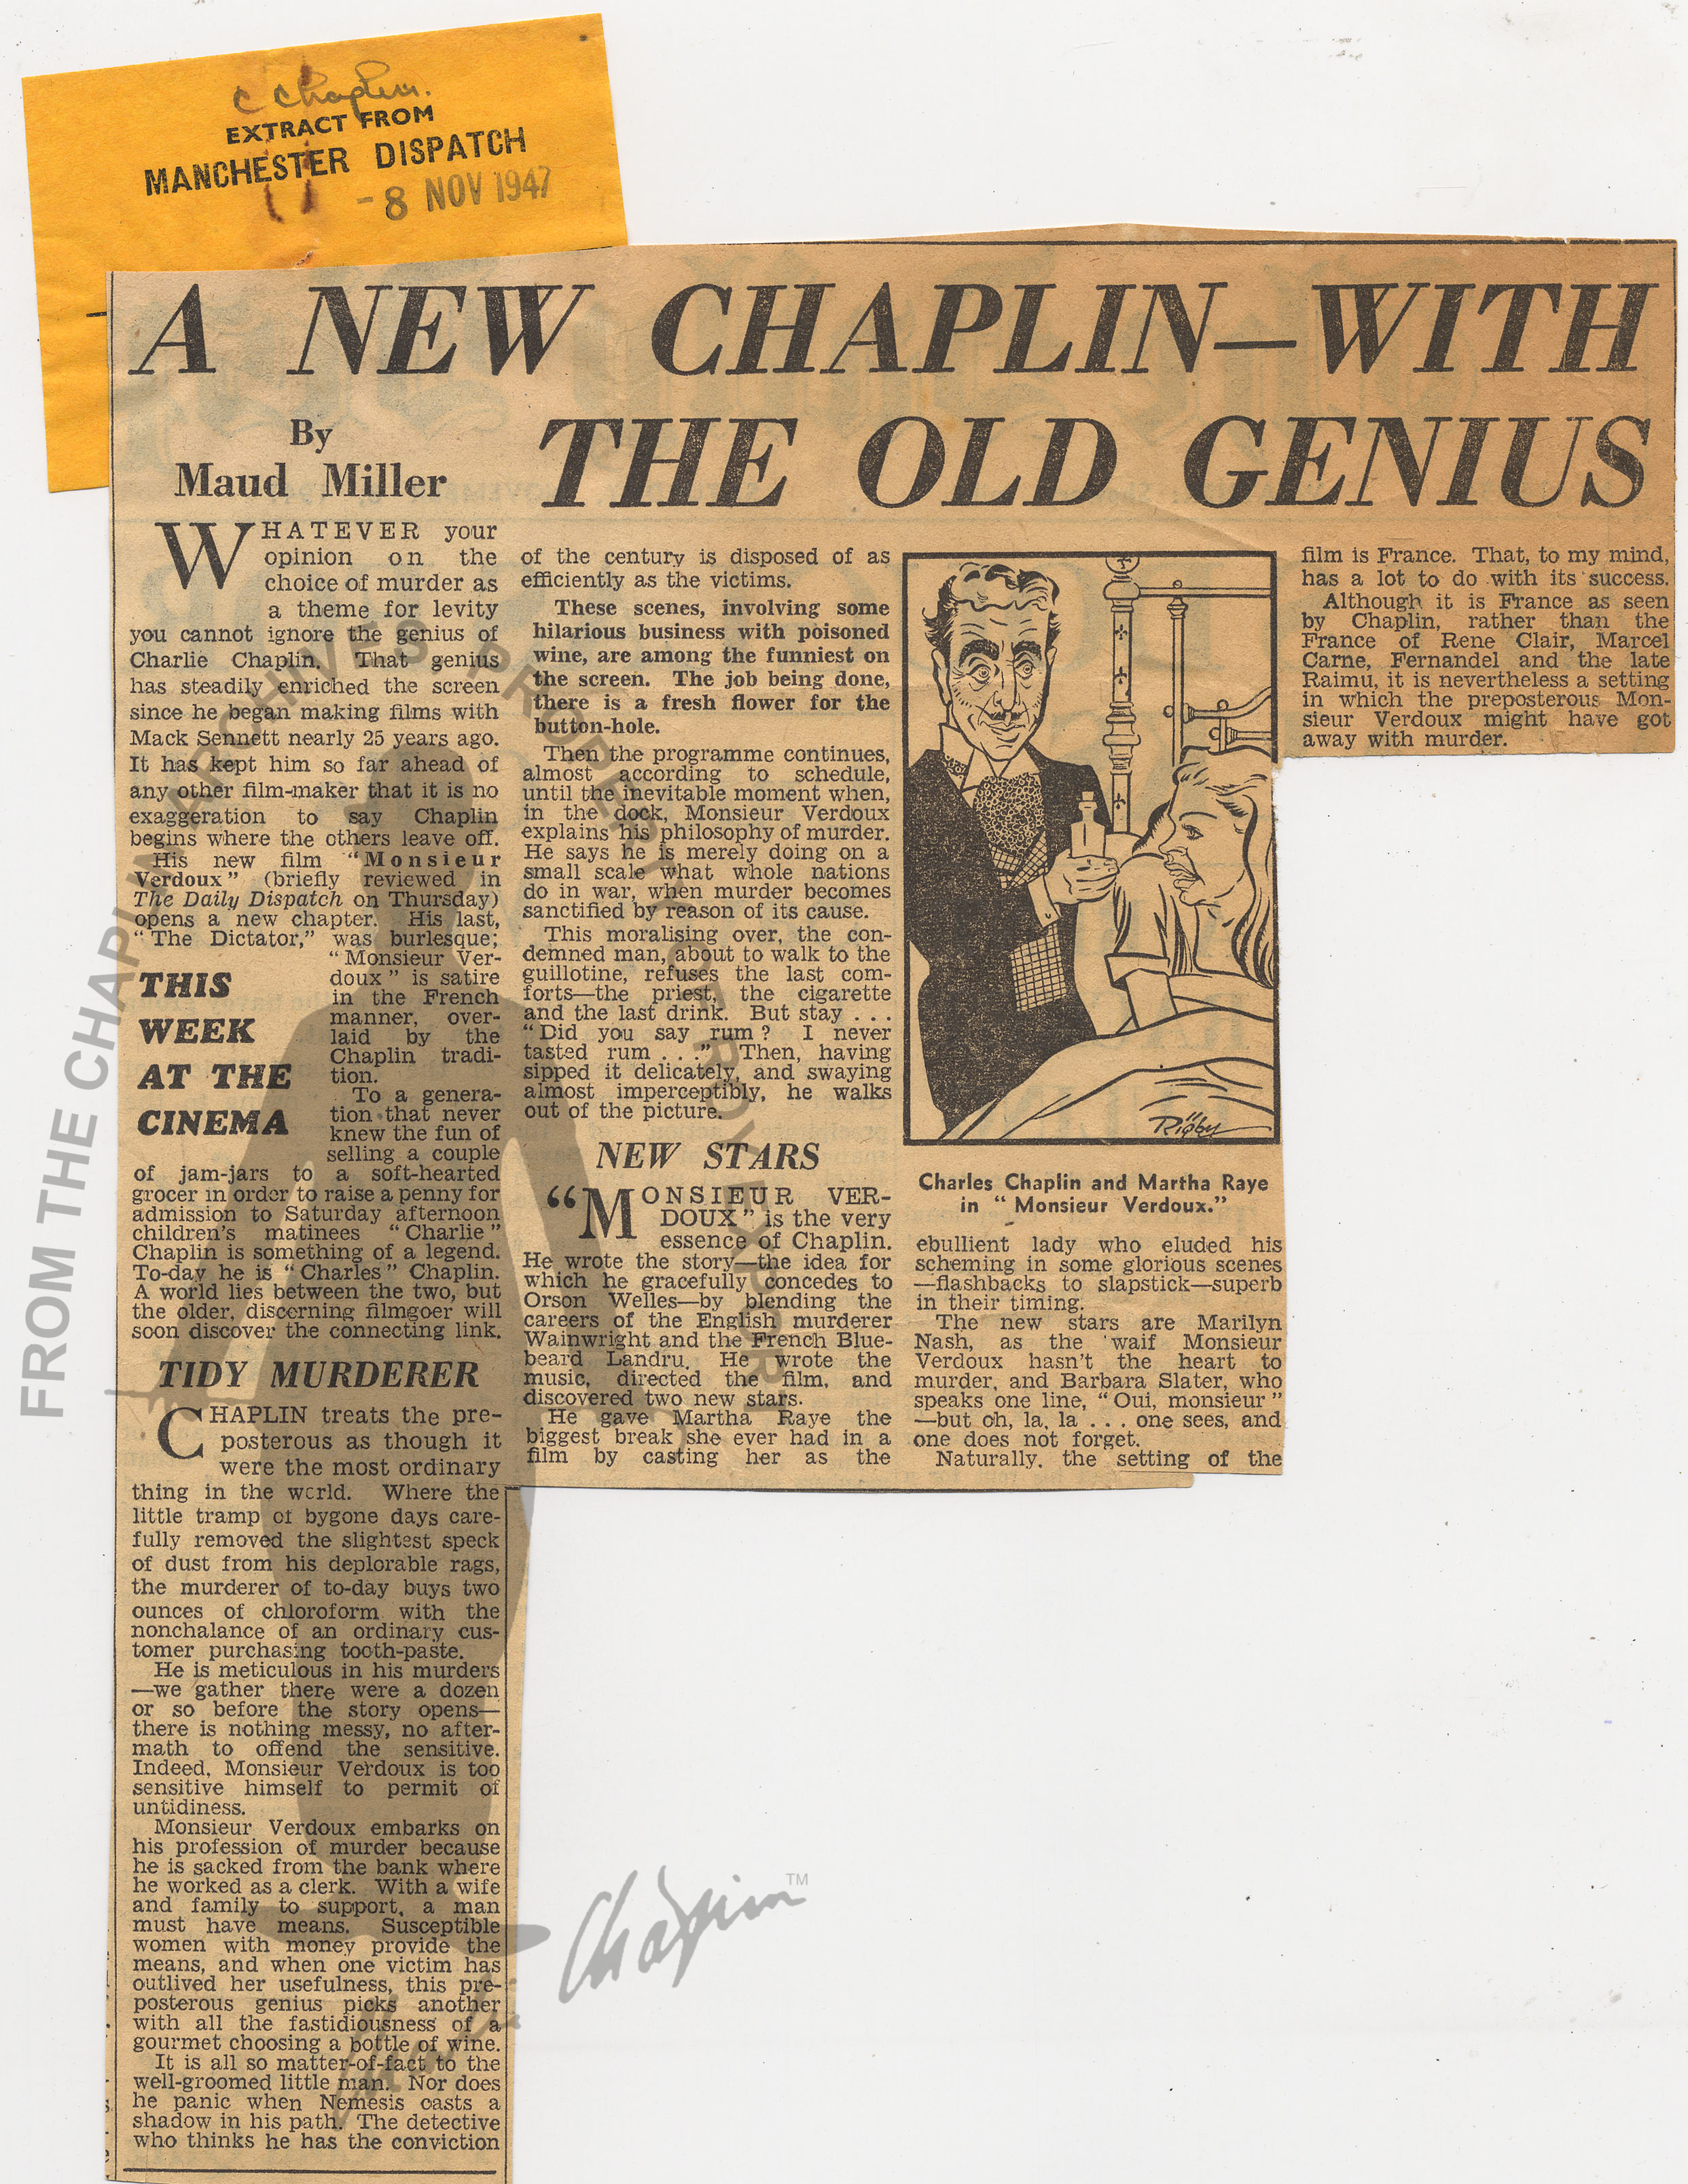 C Chaplin.
EXTRACT FROM
MANCHESTER DISPATCH
-8 NOV 1947
A NEW CHAPLIN—WITH
THE OLD GENIUS
By
Maud Miller
WHATEVER your
opinion on the
choice of murder as
a theme for levity
you cannot ignore the genius of
Charlie Chaplin. That genius
has steadily enriched the screen
since he began making films with
Mack Sennett nearly 25 years ago.
It has kept him so far ahead of
any other film-maker that it is no
exaggeration to say Chaplin
begins where the others leave off.
His new film "Monsieur
Verdoux" (briefly reviewed in
The Daily Dispatch on Thursday)
opens a new chapter. His last,
"The Dictator," was burlesque;
"Monsieur Ver-
doux" is satire
in the French
manner, over-
laid by the
Chaplin tradi-
tion.
THIS
WEEK
AT THE
CINEMA
To a genera-
tion that never
knew the fun of
selling a couple
of jam-jars to a soft-hearted
grocer in order to raise a penny for
admission to Saturday afternoon
children's matinees "Charlie"
Chaplin is something of a legend.
To-day he is "Charles" Chaplin.
A world lies between the two, but
the older, discerning filmgoer will
soon discover the connecting link.
TIDY MURDERER
CHAPLIN treats the pre-
posterous as though it
were the most ordinary
thing in the world. Where the
little tramp of bygone days care-
fully removed the slightest speck
of dust from his deplorable rags,
the murderer of to-day buys two
ounces of chloroform with the
nonchalance of an ordinary cus-
tomer purchasing tooth-paste.
He is meticulous in his murders
—we gather there were a dozen
or so before the story opens—
there is nothing messy, no after-
math to offend the sensitive.
Indeed, Monsieur Verdoux is too
sensitive himself to permit of
untidiness.
Monsieur Verdoux embarks on
his profession of murder because
he is sacked from the bank where
he worked as a clerk. With a wife
and family to support, a man
must have means. Susceptible
women with money provide the
means, and when one victim has
outlived her usefulness, this pre-
posterous genius picks another
with all the fastidiousness of a
gourmet choosing a bottle of wine.
It is all so matter-of-fact to the
well-groomed little man. Nor does
he panic when Nemesis casts a
shadow in his path. The detective
who thinks he has the conviction
of the century is disposed of as
efficiently as the victims.
These scenes, involving some
hilarious business with poisoned
wine, are among the funniest on
the screen. The job being done,
there is a fresh flower for the
button-hole.
Then the programme continues,
almost according to schedule,
until the inevitable moment when,
in the dock, Monsieur Verdoux
explains his philosophy of murder.
He says he is merely doing on a
small scale what whole nations
do in war, when murder becomes
sanctified by reason of its cause.
This moralising over, the con-
demned man, about to walk to the
guillotine, refuses the last com-
forts—the priest, the cigarette
and the last drink. But stay . . .
"Did you say rum? I never
tasted rum . . ." Then, having
sipped it delicately, and swaying
almost imperceptibly, he walks
out of the picture.
NEW STARS
"MONSIEUR VER-
DOUX" is the very
essence of Chaplin.
He wrote the story—the idea for
which he gracefully concedes to
Orson Welles—by blending the
careers of the English murderer
Wainwright and the French Blue-
beard Landru. He wrote the
music, directed the film, and
discovered two new stars.
He gave Martha Raye the
biggest break she ever had in a
film by casting her as the
Rigby
Charles Chaplin and Martha Raye
in "Monsieur Verdoux."
ebullient lady who eluded his
scheming in some glorious scenes
—flashbacks to slapstick—superb
in their timing.
The new stars are Marilyn
Nash, as the waif Monsieur
Verdoux hasn't the heart to
murder, and Barbara Slater, who
speaks one line, "Oui, monsieur"
—but oh, la, la . . . one sees, and
one does not forget.
Naturally, the setting of the
film is France. That, to my mind,
has a lot to do with its success.
Although it is France as seen
by Chaplin, rather than the
France of Rene Clair, Marcel
Carne, Fernandel and the late
Raimu, it is nevertheless a setting
in which the preposterous Mon-
sieur Verdoux might have got
away with murder.
FROM THE CHAPLIN ARCHIVES PROPERTY OF ROY EXPORT
Charlie Chaplin TM